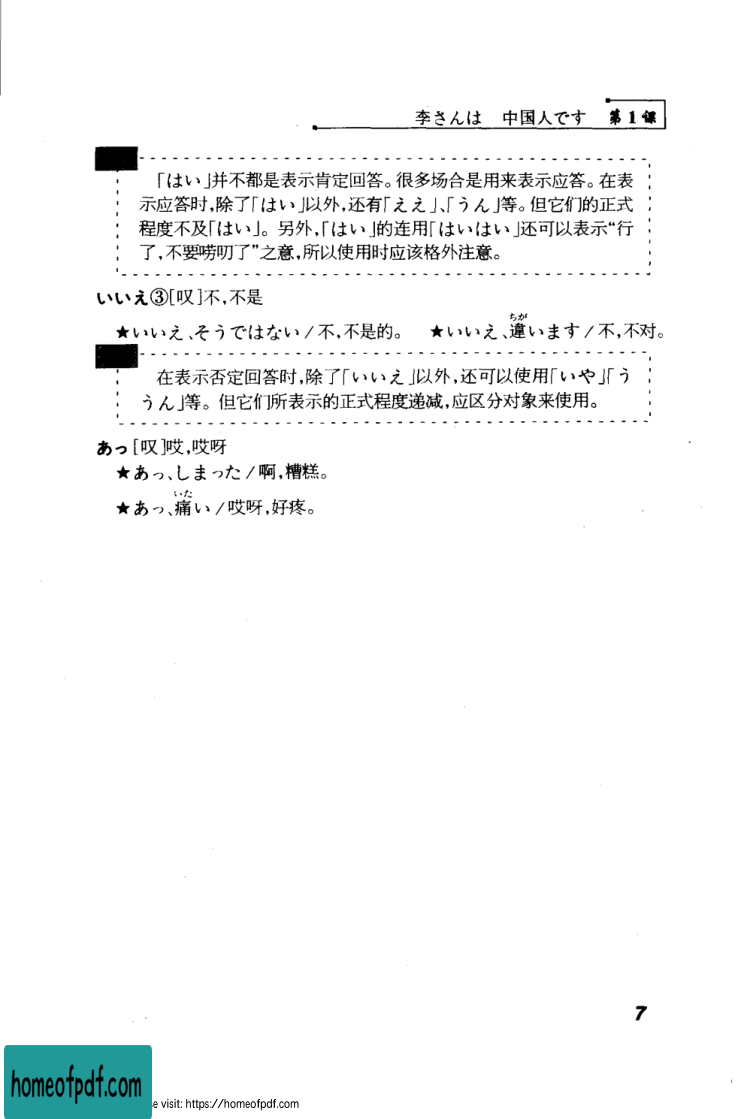 李さんは　中国人です　第1课
「はい」并不都是表示肯定回答。很多场合是用来表示应答。在表
示应答时,除了「はい」以外,还有「ええ」、「うん」等。但它们的正式
程度不及「はい」。另外,「はい」的连用「はいはい」还可以表示“行
了,不要唠叨了”之意,所以使用时应该格外注意。
いいえ③[叹]不,不是
ちが
★いいえ、そうではない/不,不是的。　★いいえ、違います/不,不对。
在表示否定回答时,除了「いいえ」以外,还可以使用「いや」「う
うん」等。但它们所表示的正式程度递减,应区分对象来使用。
あっ[叹]哎,哎呀
★あっ、しまった/啊,糟糕。
いた
★あっ、痛い/哎呀,好疼。
7
homeofpdf.com
se visit: https://homeofpdf.com